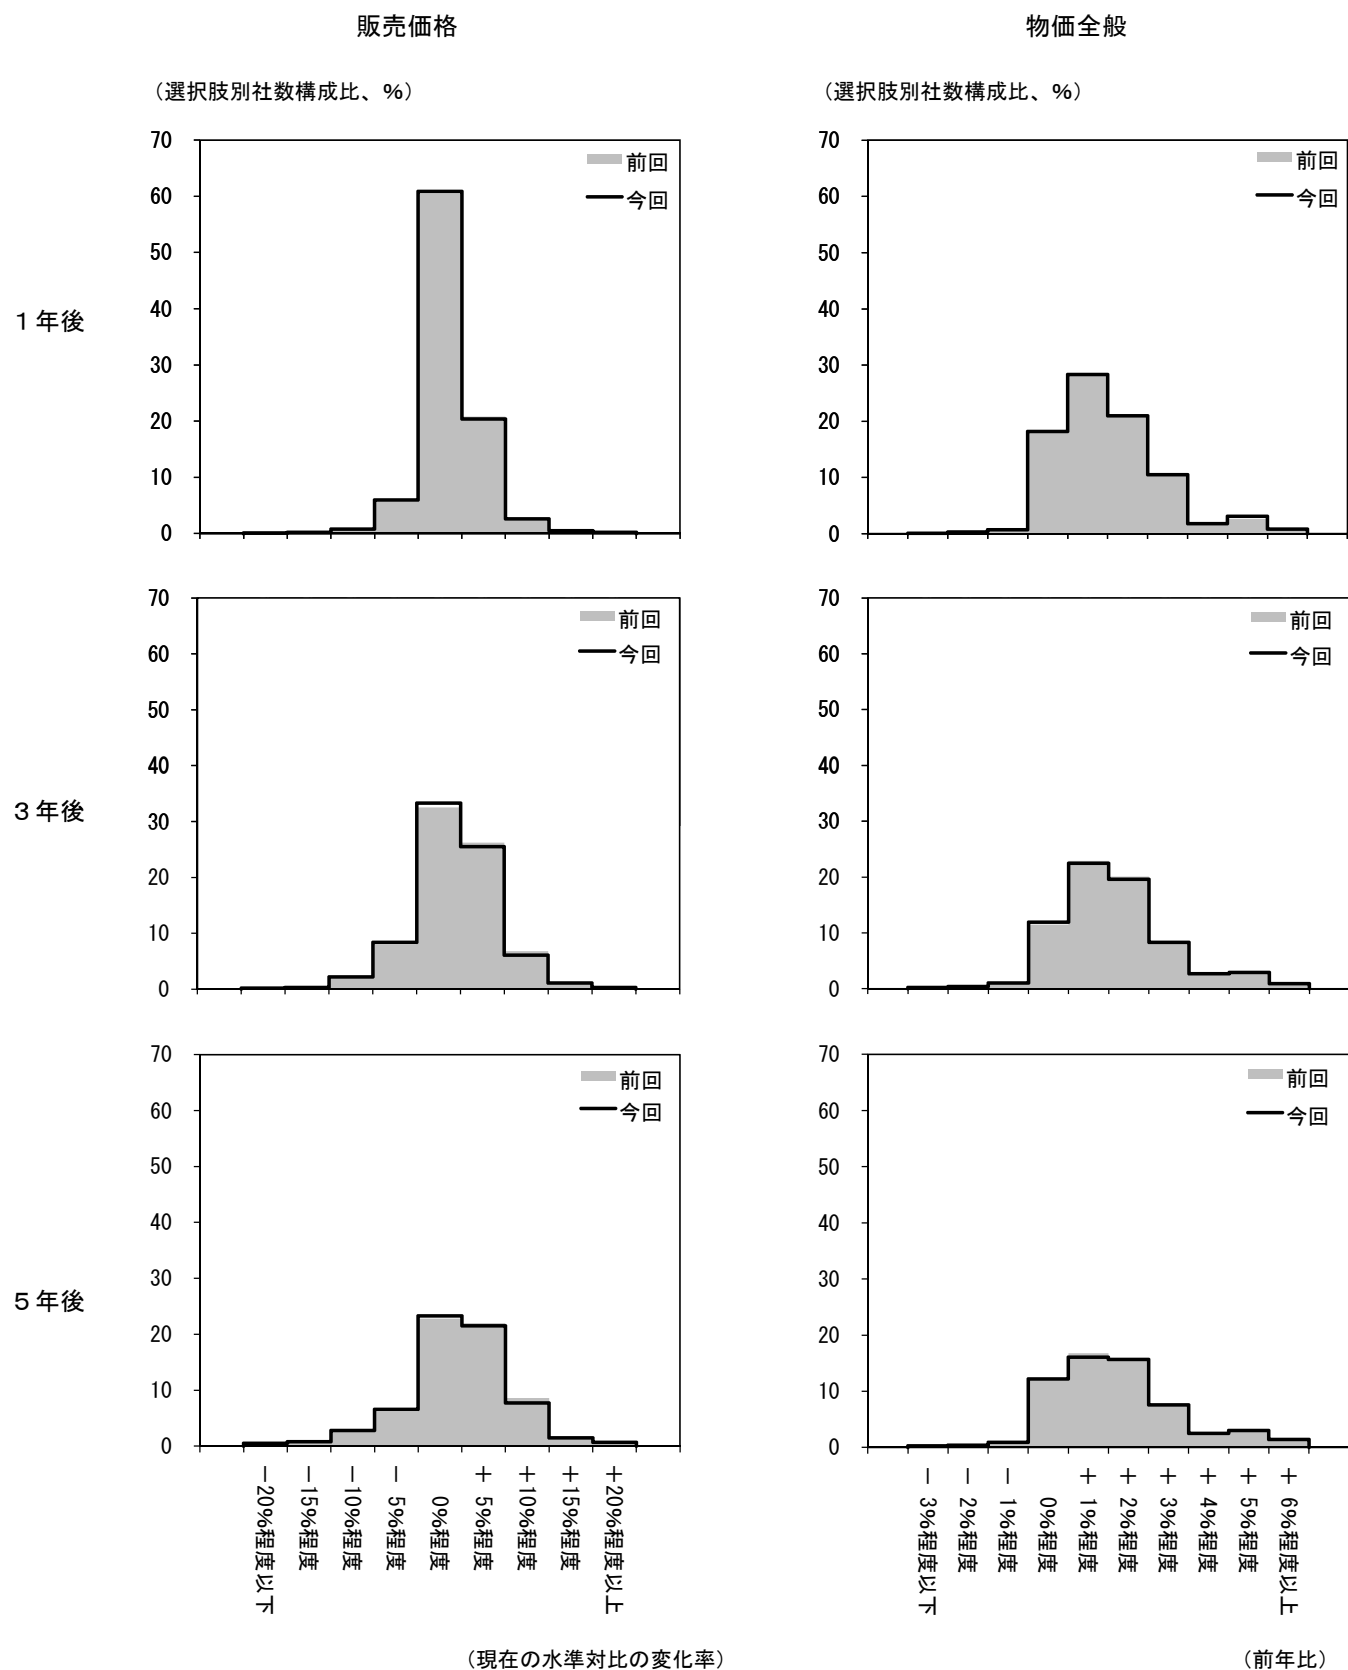 販売価格
物価全般
（選択肢別社数構成比、%）
（選択肢別社数構成比、%）
1年後
70
60
50
40
30
20
10
0
前回
今回
70
60
50
40
30
20
10
0
前回
今回
3年後
70
60
50
40
30
20
10
0
前回
今回
70
60
50
40
30
20
10
0
前回
今回
5年後
70
60
50
40
30
20
10
0
前回
今回
70
60
50
40
30
20
10
0
前回
今回
－20%程度以下
－15%程度
－10%程度
－ 5%程度
0%程度
＋ 5%程度
＋10%程度
＋15%程度
＋20%程度以上
－ 3%程度以下
－ 2%程度
－ 1%程度
0%程度
＋ 1%程度
＋ 2%程度
＋ 3%程度
＋ 4%程度
＋ 5%程度
＋ 6%程度以上
（現在の水準対比の変化率）
（前年比）